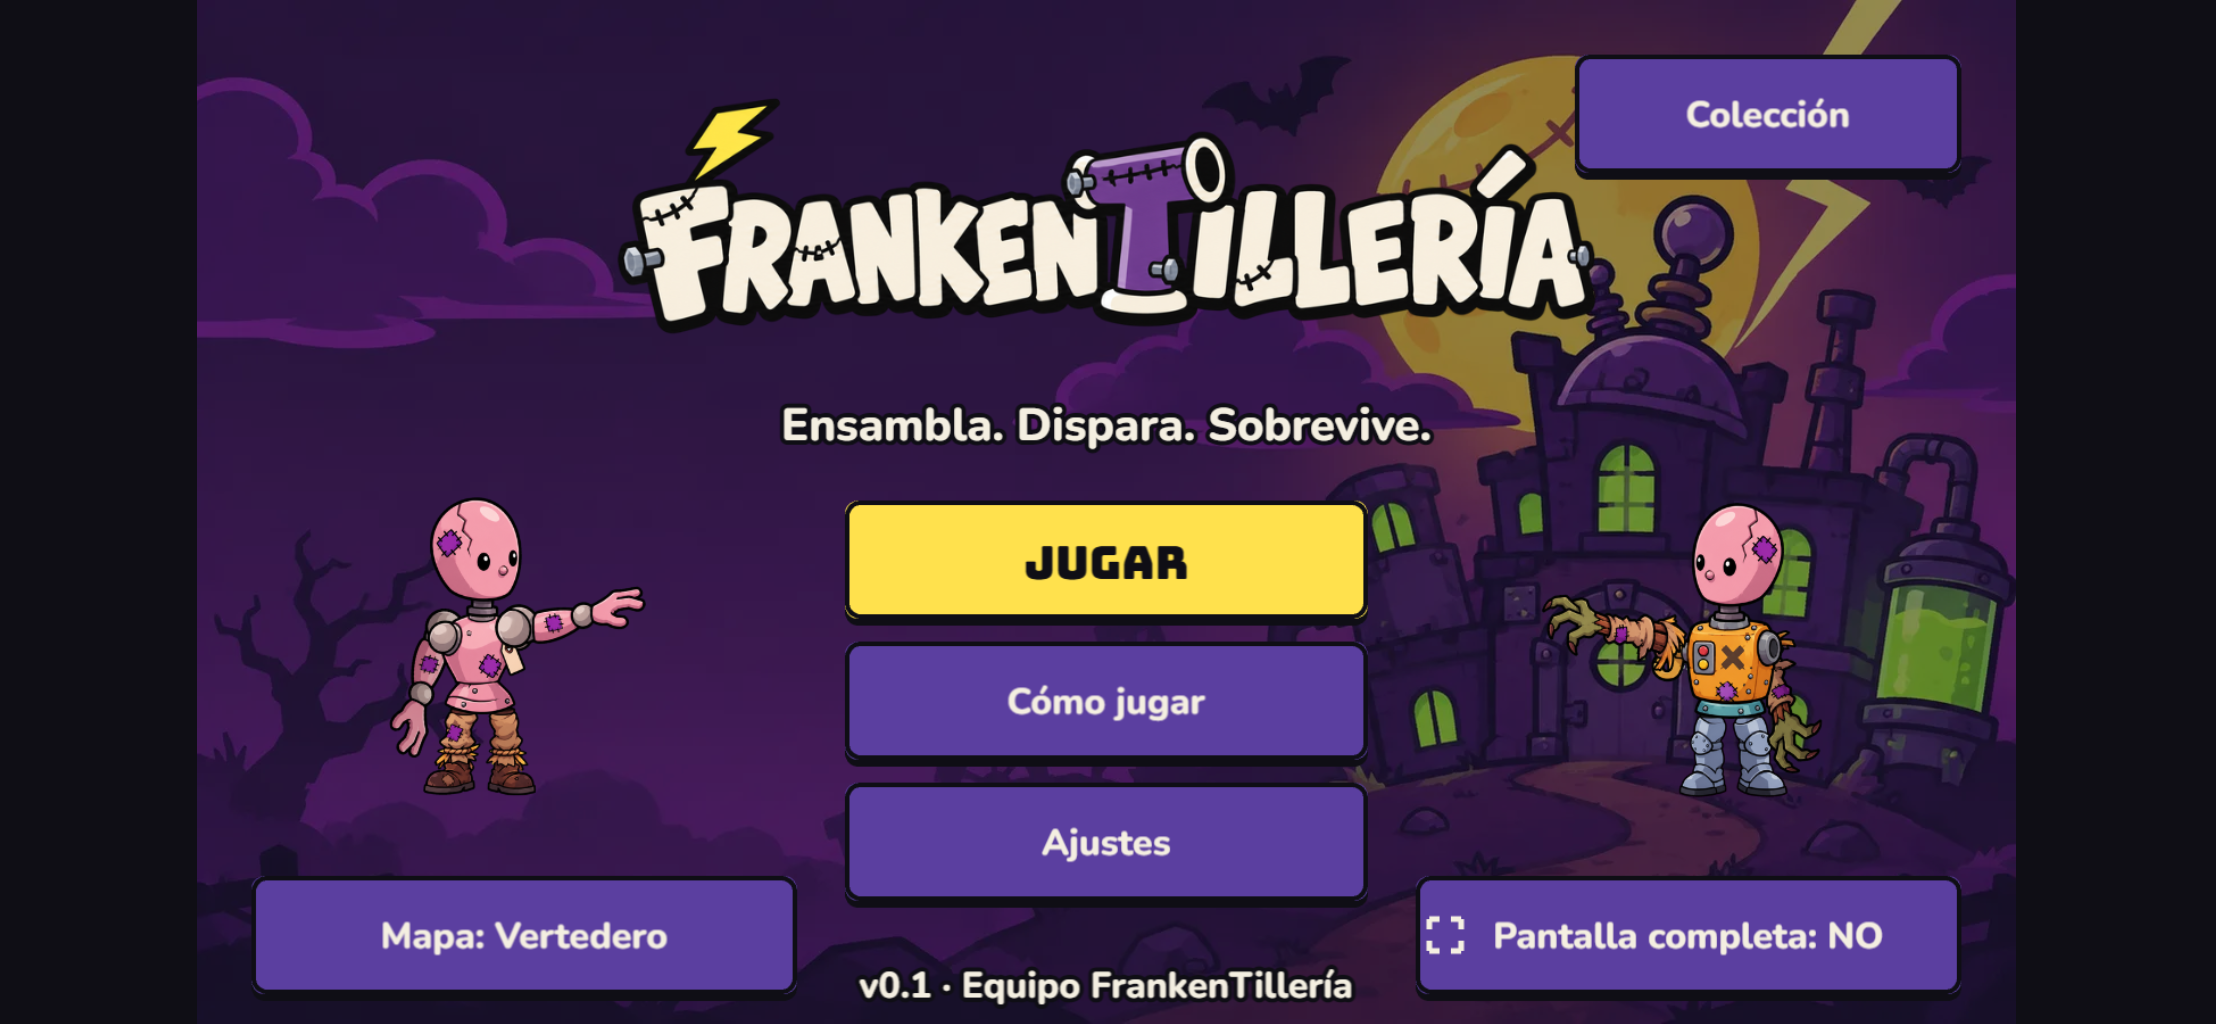 Colección
FRANKENTILLERÍA
Ensambla. Dispara. Sobrevive.
JUGAR
Cómo jugar
Ajustes
Mapa: Vertedero
Pantalla completa: NO
v0.1 · Equipo FrankenTillería